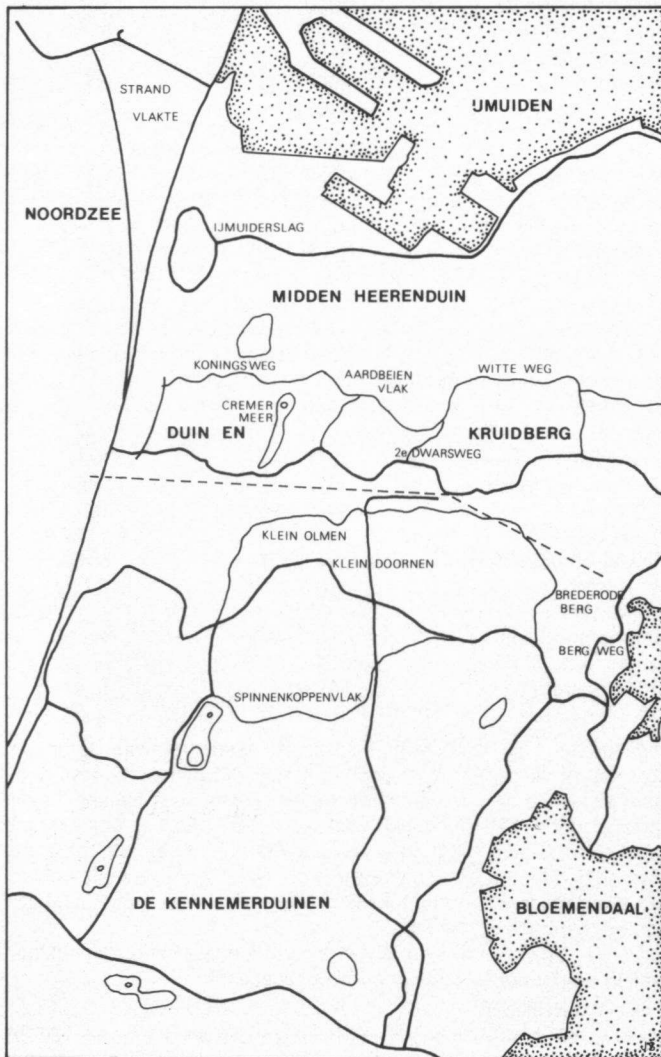 STRAND
VLAKTE
IJMUIDEN
NOORDZEE
IJMUIDERSLAG
MIDDEN HEERENDUIN
KONINGSWEG
AARDBEIEN
VLAK
WITTE WEG
CREMER
MEER
DUIN EN
KRUIDBERG
2e DWARSWEG
KLEIN OLMEN
KLEIN DOORNEN
BREDERODE
BERG
BERG WEG
SPINNENKOPPENVLAK
DE KENNEMERDUINEN
BLOEMENDAAL